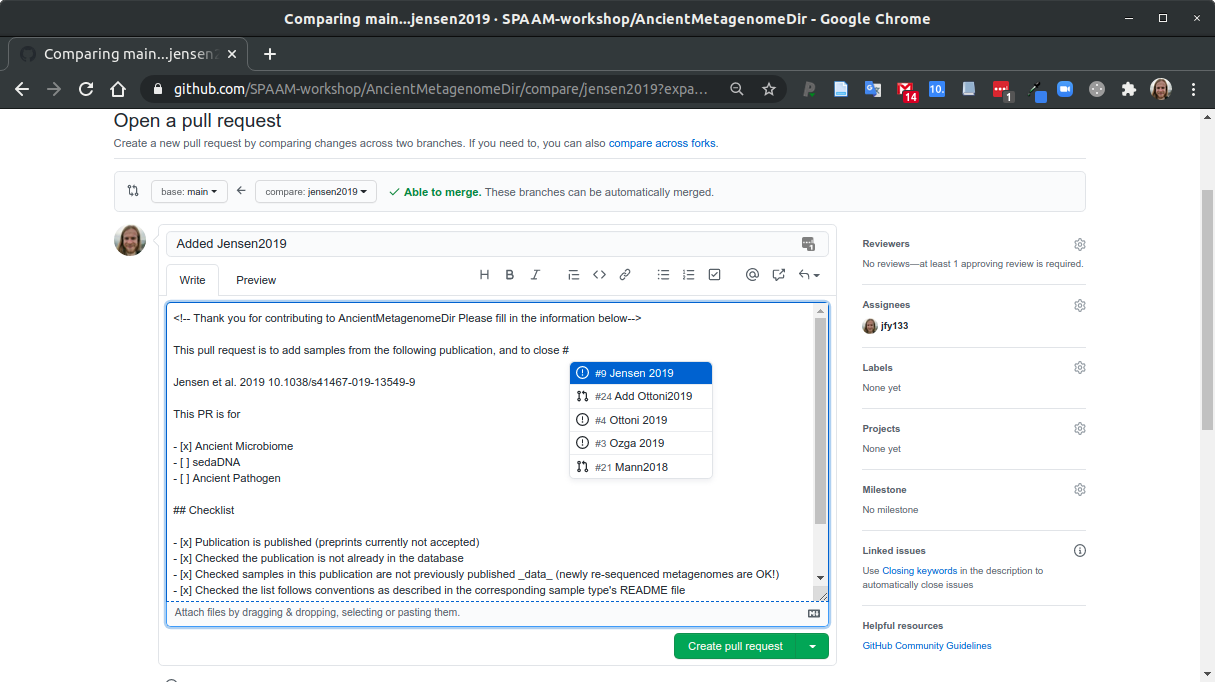 Comparing main...jensen2019 · SPAAM-workshop/AncientMetagenomeDir - Google Chrome
Comparing main...jensen2
github.com/SPAAM-workshop/AncientMetagenomeDir/compare/jensen2019?expa…
14
10.
1
Open a pull request
Create a new pull request by comparing changes across two branches. If you need to, you can also compare across forks.
base: main
compare: jensen2019
Able to merge. These branches can be automatically merged.
Added Jensen2019
1
Write
Preview
<!-- Thank you for contributing to AncientMetagenomeDir Please fill in the information below-->
This pull request is to add samples from the following publication, and to close #
#9 Jensen 2019
#24 Add Ottoni2019
#4 Ottoni 2019
#3 Ozga 2019
#21 Mann2018
Jensen et al. 2019 10.1038/s41467-019-13549-9
This PR is for
- [x] Ancient Microbiome
- [ ] sedaDNA
- [ ] Ancient Pathogen
## Checklist
- [x] Publication is published (preprints currently not accepted)
- [x] Checked the publication is not already in the database
- [x] Checked samples in this publication are not previously published _data_ (newly re-sequenced metagenomes are OK!)
- [x] Checked the list follows conventions as described in the corresponding sample type's README file
Attach files by dragging & dropping, selecting or pasting them.
Create pull request
Reviewers
No reviews—at least 1 approving review is required.
Assignees
jfy133
Labels
None yet
Projects
None yet
Milestone
No milestone
Linked issues
Use Closing keywords in the description to
automatically close issues
Helpful resources
GitHub Community Guidelines